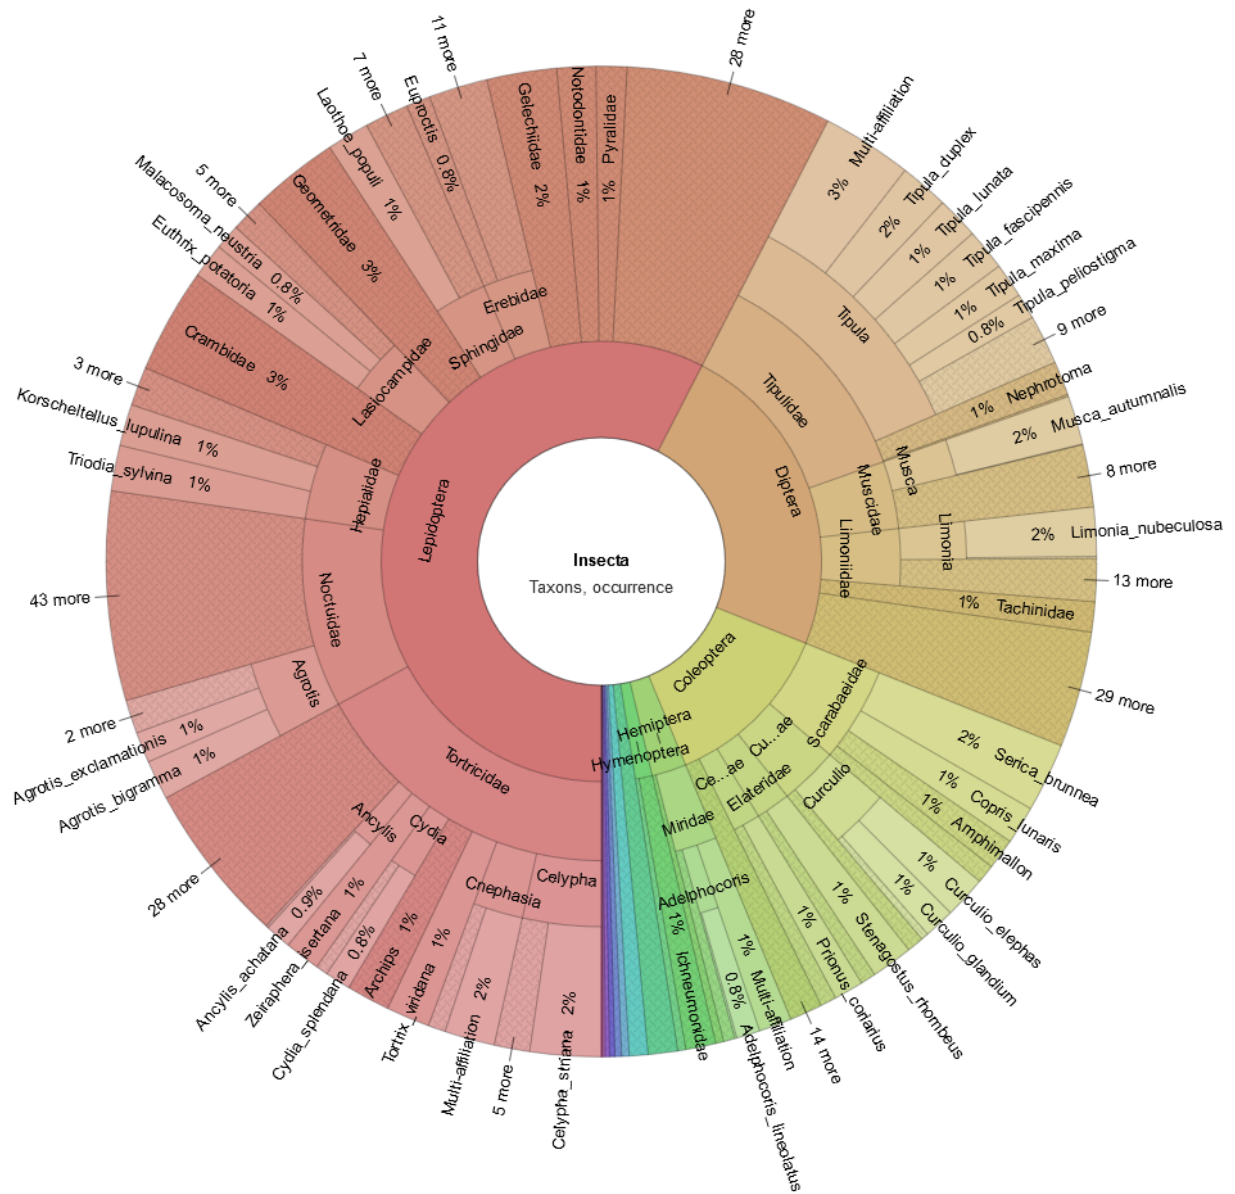 Insecta
Taxons, occurrence
Lepidoptera
Diptera
Coleoptera
Hemiptera
Hymenoptera
28 more
3% Multi-affiliation
2% Tipula_duplex
1% Tipula_lunata
1% Tipula_fascipennis
1% Tipula_maxima
0.8% Tipula_peliostigma
9 more
Tipula
Tipulidae
1% Nephrotoma
2% Musca_autumnalis
Musca
Muscidae
8 more
2% Limonia_nubeculosa
Limonia
Limoniidae
13 more
1% Tachinidae
29 more
Scarabaeidae
2% Serica_brunnea
1% Copris_lunaris
1% Amphimallon
Cu...ae
Curculio
1% Curculio_elephas
1% Curculio_glandium
Elateridae
1% Stenagostus_rhombeus
Ce...ae
1% Prionus_coriarius
14 more
Miridae
Adelphocoris
1% Multi-affiliation
0.8% Adelphocoris_lineolatus
1% Ichneumonidae
Tortricidae
Celypha
Celypha_striana 2%
5 more
Cnephasia
Multi-affiliation 2%
Tortrix_viridana 1%
Archips 1%
Cydia
Cydia_splendana 0.8%
Zeiraphera_isertana 1%
Ancylis
Ancylis_achatana 0.9%
28 more
Noctuidae
Agrotis
Agrotis_bigramma 1%
Agrotis_exclamationis 1%
2 more
43 more
Hepialidae
Triodia_sylvina 1%
Korscheltellus_lupulina 1%
3 more
Crambidae 3%
Lasiocampidae
Euthrix_potatoria 1%
Malacosoma_neustria 0.8%
5 more
Geometridae 3%
Sphingidae
Laothoe_populi 1%
7 more
Erebidae
Euproctis 0.8%
11 more
Gelechiidae 2%
Notodontidae 1%
1% Pyralidae